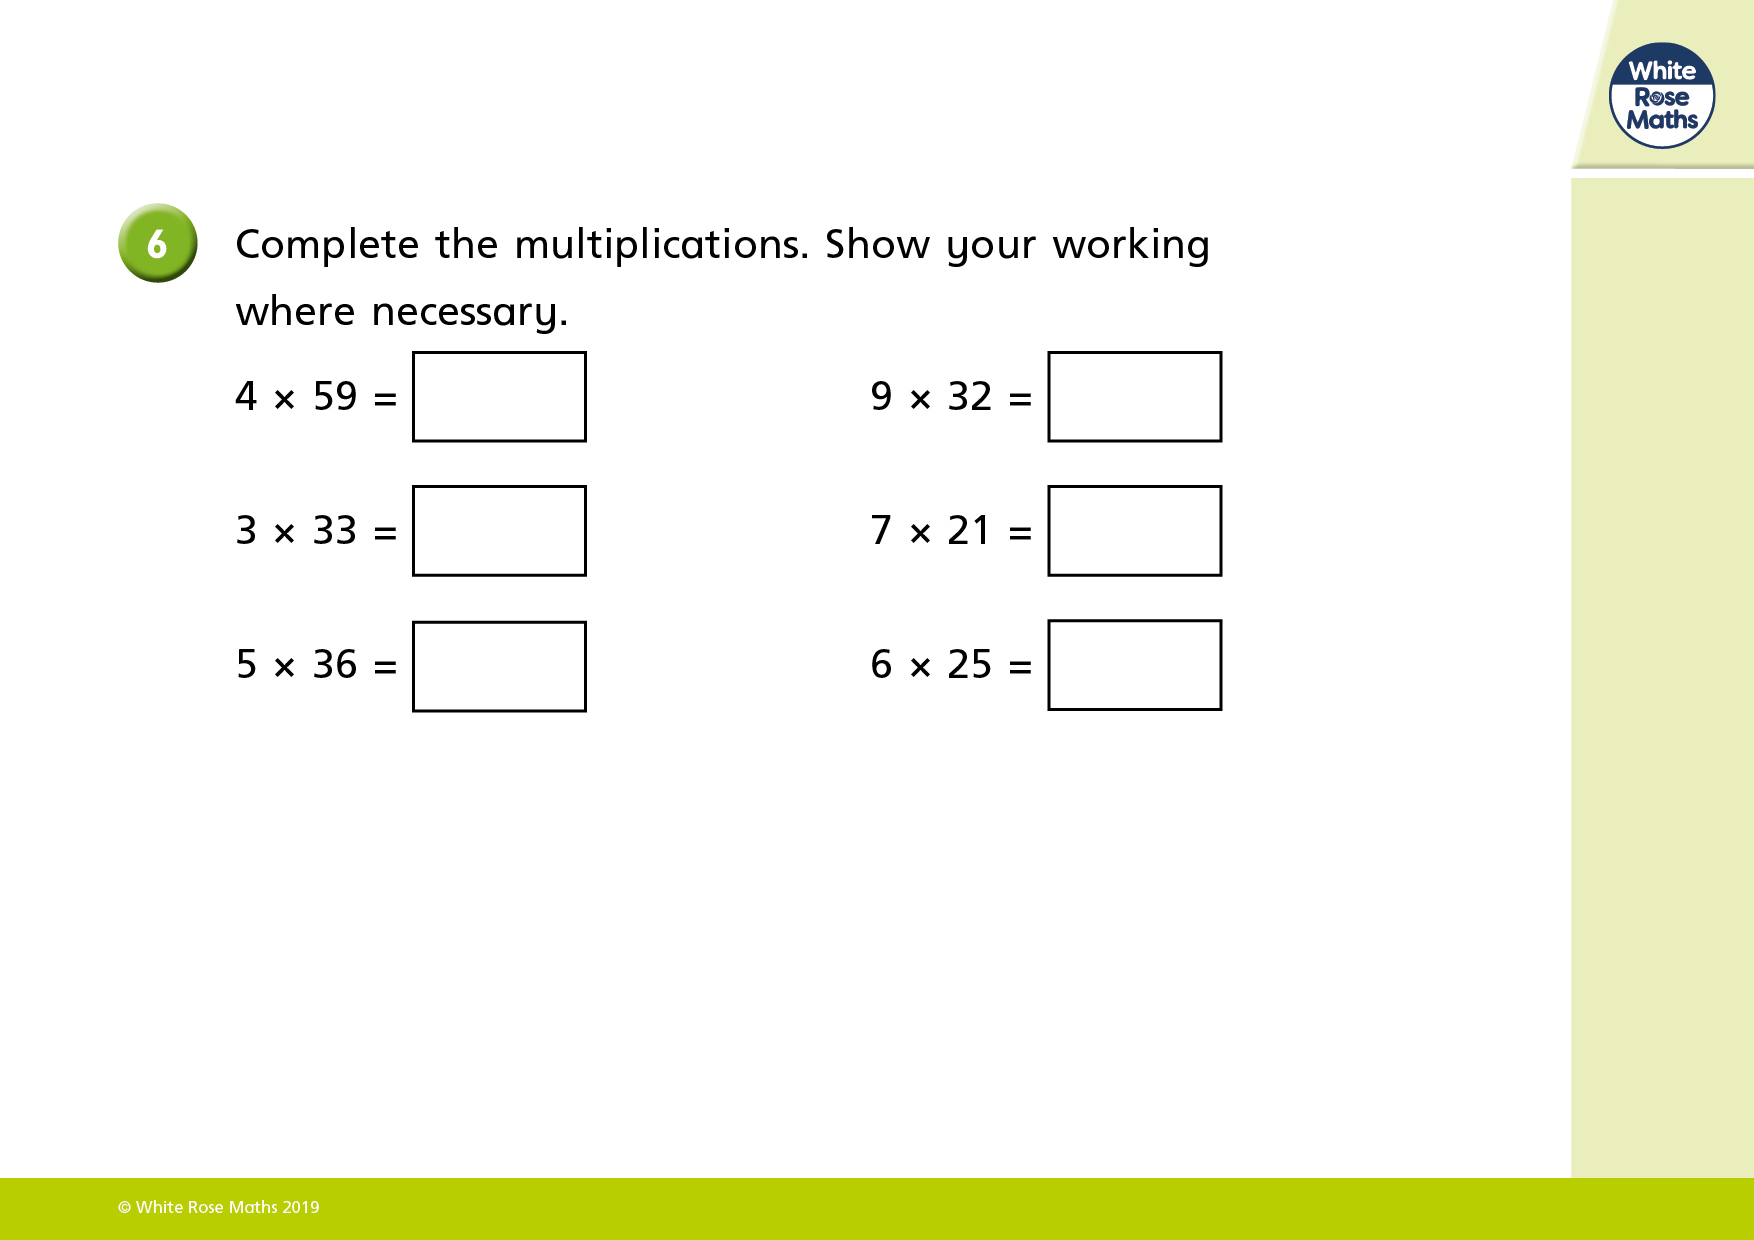 White
Rose
Maths
6 Complete the multiplications. Show your working
where necessary.
4 × 59 =
9 × 32 =
3 × 33 =
7 × 21 =
5 × 36 =
6 × 25 =
© White Rose Maths 2019